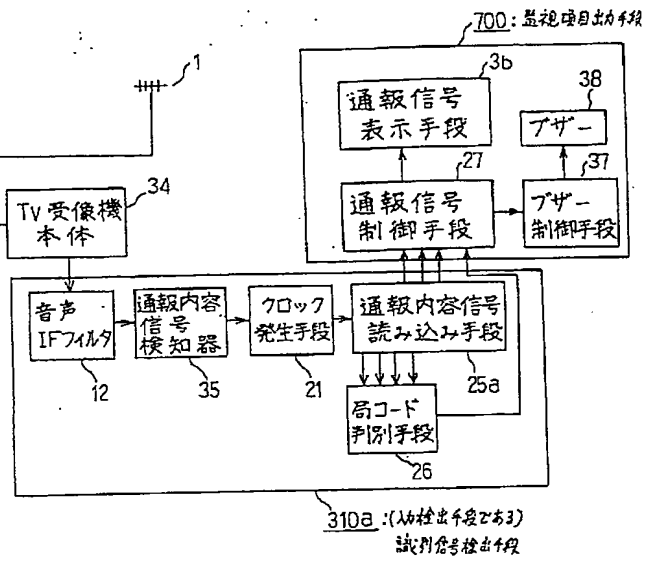 700:監視項目出力手段
1
3b
通報信号
表示手段
38
ブザー
27
37
34
TV受像機
本体
通報信号
制御手段
ブザー
制御手段
音声
IFフィルタ
通報内容
信号
検知器
クロック
発生手段
通報内容信号
読み込み手段
12
35
21
25a
局コード
判別手段
26
310a:(入力検出手段である)
識別信号検出手段